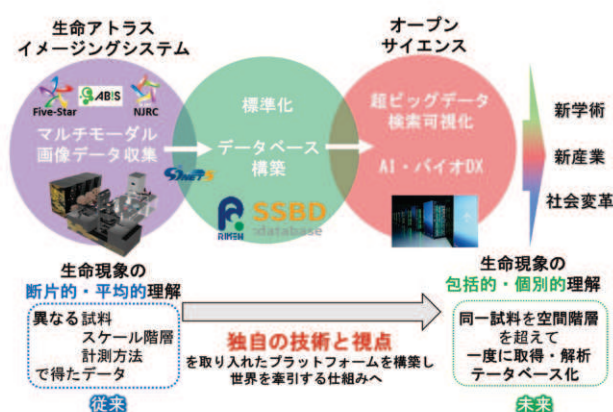 生命アトラス
イメージングシステム
オープン
サイエンス
Five-Star
ABiS
NJRC
マルチモーダル
画像データ収集
標準化
データベース
構築
超ビッグデータ
検索可視化
AI・バイオDX
新学術
新産業
社会変革
SINET
RIKEN
SSBD
:database
生命現象の
断片的・平均的理解
異なる試料
スケール階層
計測方法
で得たデータ
従来
独自の技術と視点
を取り入れたプラットフォームを構築し
世界を牽引する仕組みへ
生命現象の
包括的・個別的理解
同一試料を空間階層
を超えて
一度に取得・解析
データベース化
未来